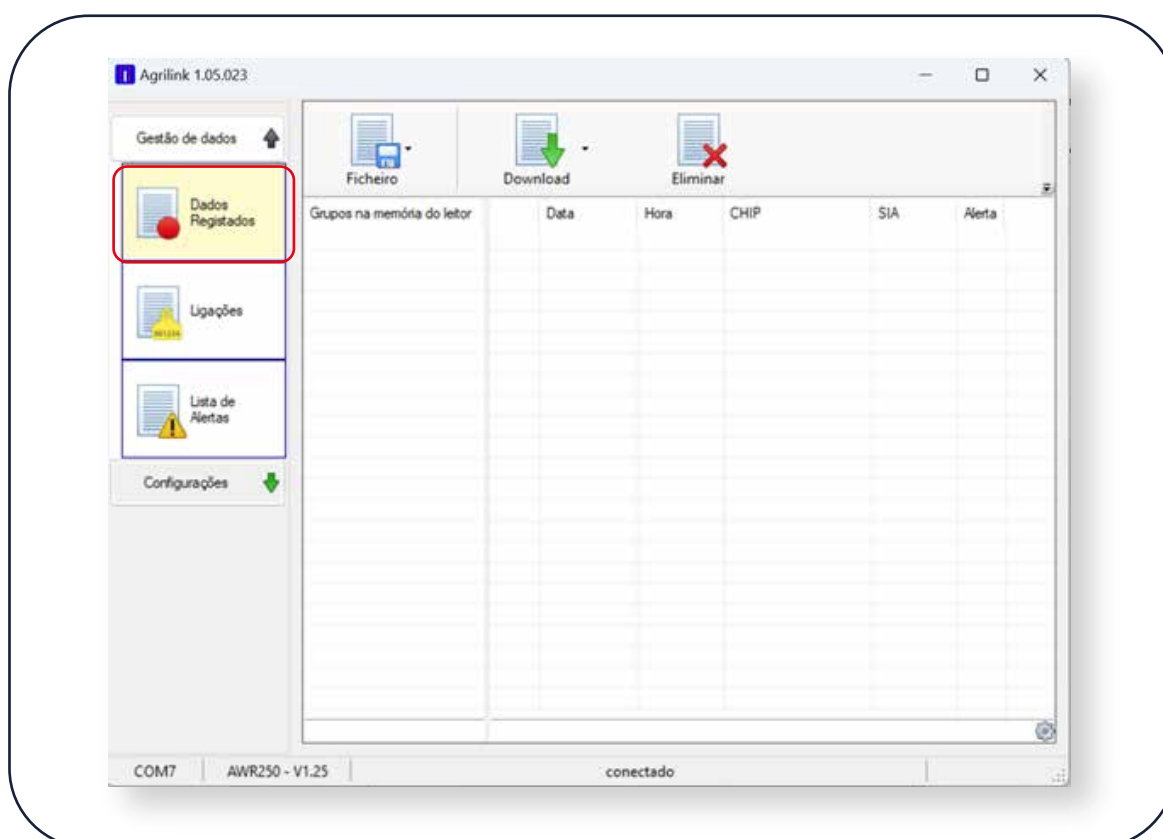 Agrilink 1.05.023
Gestão de dados
Dados
Registados
Ligações
Lista de
Alertas
Configurações
Ficheiro
Download
Eliminar
Grupos na memória do leitor Data Hora CHIP SIA Alerta
COM7 AWR250 - V1.25 conectado